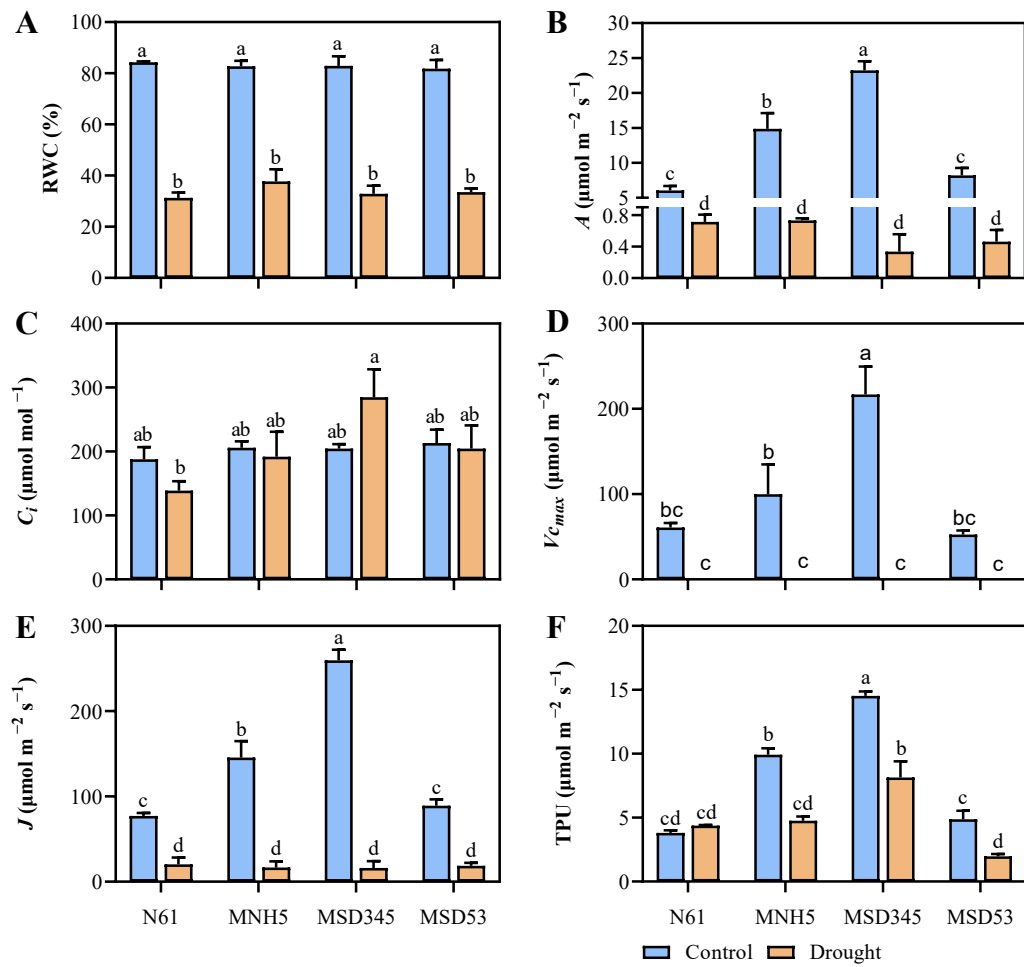 A
RWC (%)
100
80
60
40
20
0
a
b
a
b
a
b
a
b
B
A (µmol m⁻² s⁻¹)
30
25
20
15
10
5
0.8
0.4
0.0
c
d
b
d
a
d
c
d
C
Cᵢ (µmol mol⁻¹)
400
300
200
100
0
ab
b
ab
ab
ab
a
ab
ab
D
Vcmax (µmol m⁻² s⁻¹)
300
200
100
0
bc
c
b
c
a
c
bc
c
E
J (µmol m⁻² s⁻¹)
300
200
100
0
c
d
b
d
a
d
c
d
N61 MNH5 MSD345 MSD53
F
TPU (µmol m⁻² s⁻¹)
20
15
10
5
0
cd
cd
b
cd
a
b
c
d
N61 MNH5 MSD345 MSD53
Control Drought